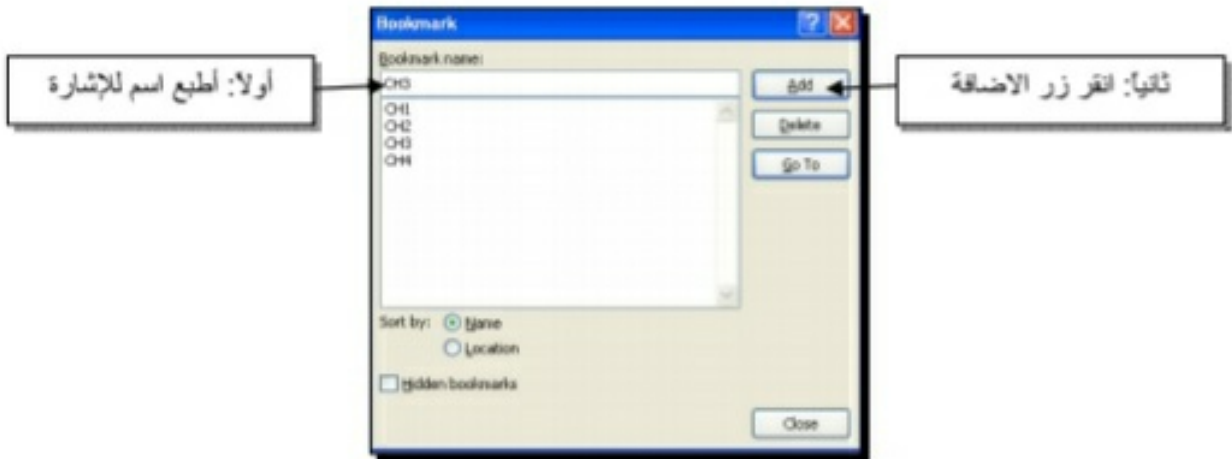 Bookmark
Bookmark name:
أولاً: أطبع اسم للإشارة
CH3
Add
ثانياً: انقر زر الاضافة
CH1
CH2
CH3
CH4
Delete
Go To
Sort by:
Name
Location
Hidden bookmarks
Close